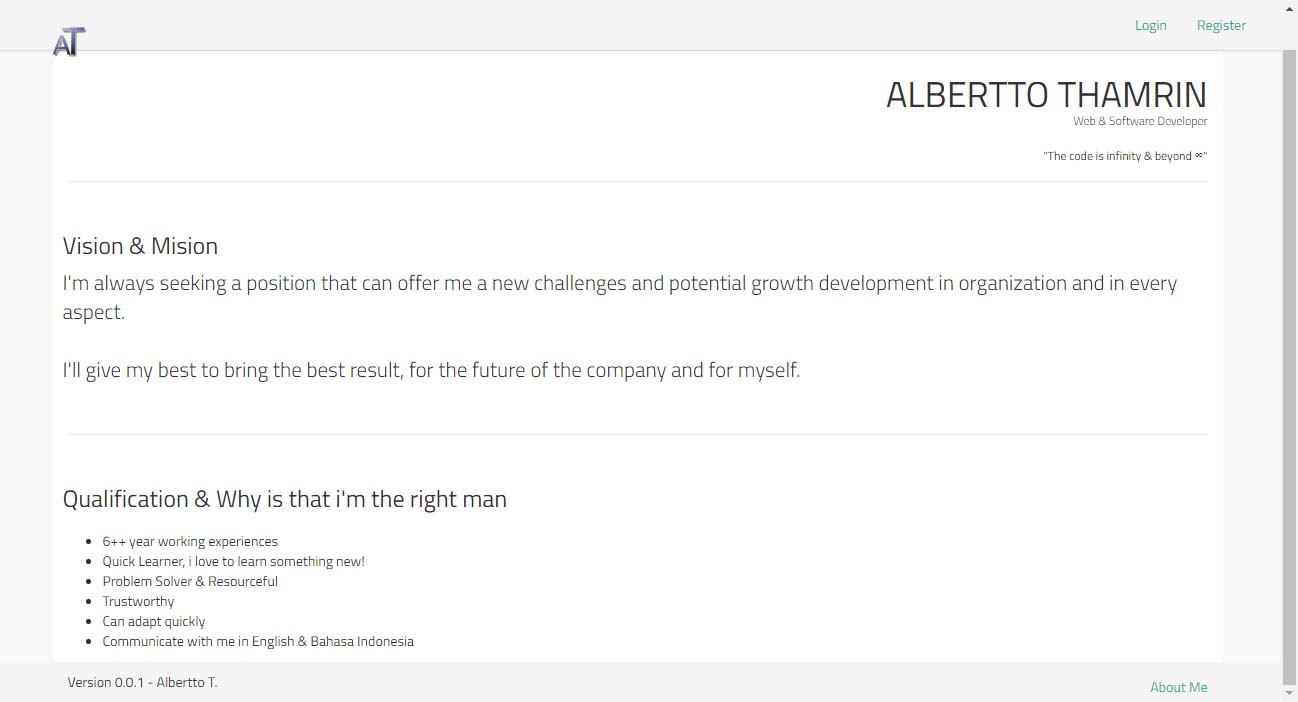 AT
Login Register
ALBERTTO THAMRIN
Web & Software Developer
"The code is infinity & beyond ∞"
Vision & Mision
I'm always seeking a position that can offer me a new challenges and potential growth development in organization and in every
aspect.
I'll give my best to bring the best result, for the future of the company and for myself.
Qualification & Why is that i'm the right man
6++ year working experiences
Quick Learner, i love to learn something new!
Problem Solver & Resourceful
Trustworthy
Can adapt quickly
Communicate with me in English & Bahasa Indonesia
Version 0.0.1 - Albertto T.
About Me